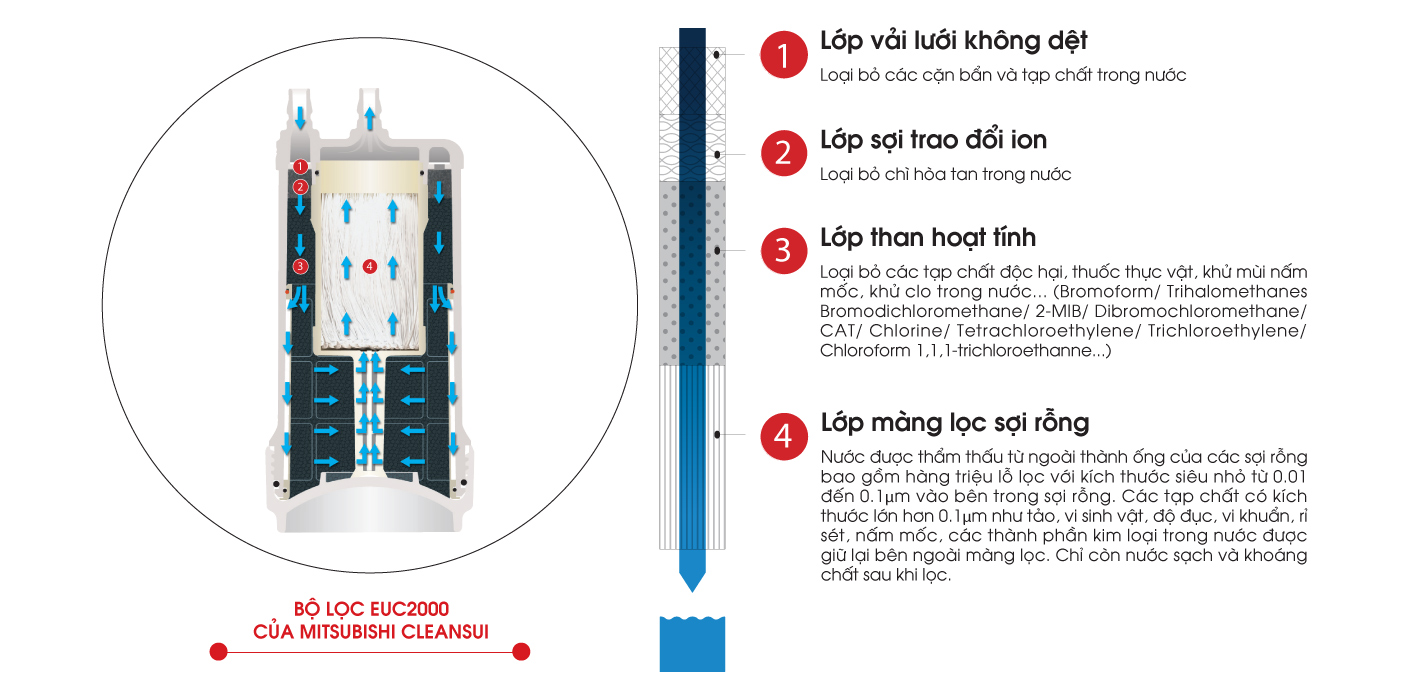 1
2
3
4
BỘ LỌC EUC2000
CỦA MITSUBISHI CLEANSUI
1
Lớp vải lưới không dệt
Loại bỏ các cặn bẩn và tạp chất trong nước
2
Lớp sợi trao đổi ion
Loại bỏ chì hòa tan trong nước
3
Lớp than hoạt tính
Loại bỏ các tạp chất độc hại, thuốc thực vật, khử mùi nấm
mốc, khử clo trong nước... (Bromoform/ Trihalomethanes
Bromodichloromethane/ 2-MIB/ Dibromochloromethane/
CAT/ Chlorine/ Tetrachloroethylene/ Trichloroethylene/
Chloroform 1,1,1-trichloroethanne...)
4
Lớp màng lọc sợi rỗng
Nước được thẩm thấu từ ngoài thành ống của các sợi rỗng
bao gồm hàng triệu lỗ lọc với kích thước siêu nhỏ từ 0.01
đến 0.1µm vào bên trong sợi rỗng. Các tạp chất có kích
thước lớn hơn 0.1µm như tảo, vi sinh vật, độ đục, vi khuẩn, rỉ
sét, nấm mốc, các thành phần kim loại trong nước được
giữ lại bên ngoài màng lọc. Chỉ còn nước sạch và khoáng
chất sau khi lọc.